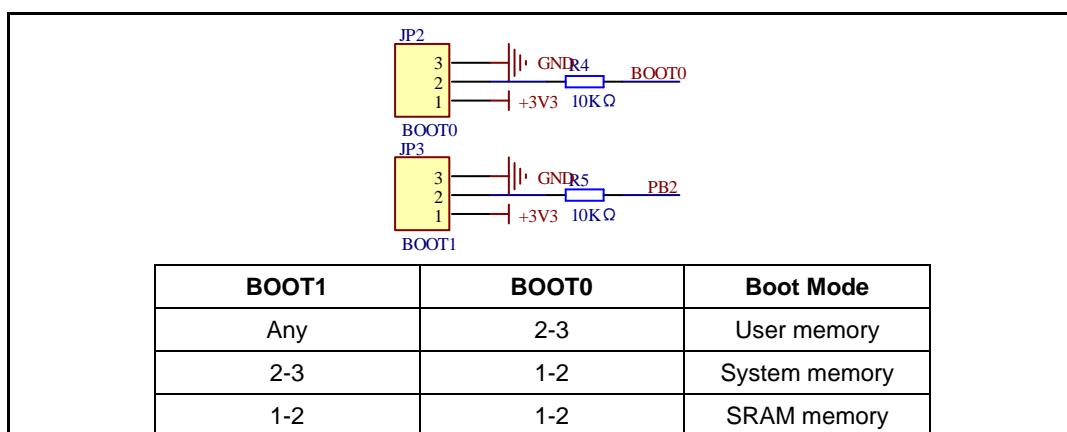 JP2
3 GND R4 BOOT0
2
1 +3V3 10KΩ
BOOT0
JP3
3 GND R5 PB2
2
1 +3V3 10KΩ
BOOT1
BOOT1 BOOT0 Boot Mode
Any 2-3 User memory
2-3 1-2 System memory
1-2 1-2 SRAM memory